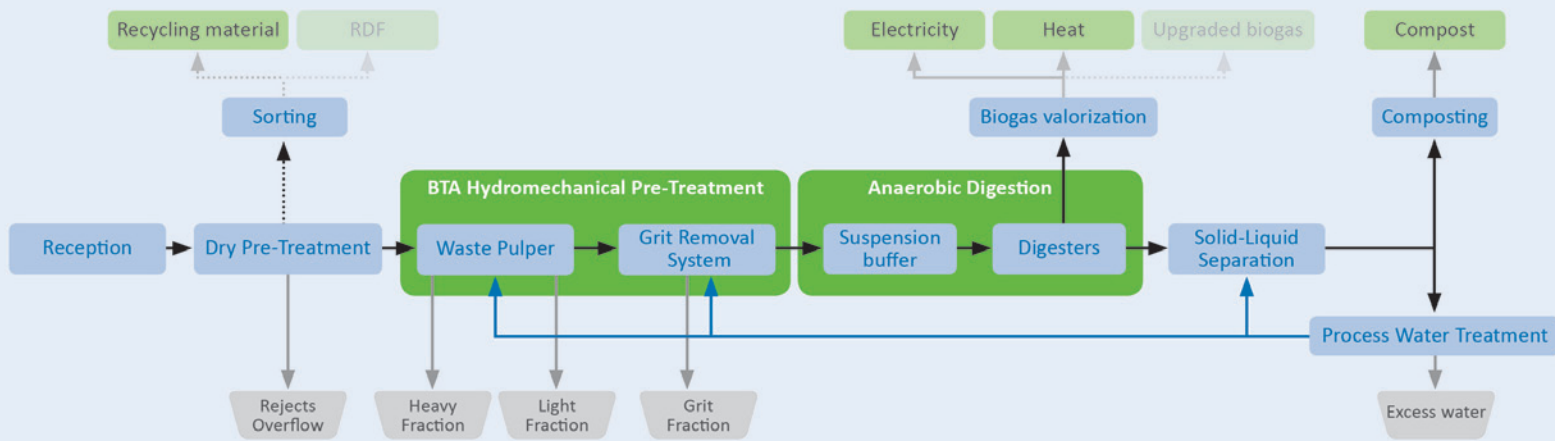 Recycling material
RDF
Electricity
Heat
Upgraded biogas
Compost
Sorting
Biogas valorization
Composting
BTA Hydromechanical Pre-Treatment
Anaerobic Digestion
Reception
Dry Pre-Treatment
Waste Pulper
Grit Removal
System
Suspension
buffer
Digesters
Solid-Liquid
Separation
Process Water Treatment
Rejects
Overflow
Heavy
Fraction
Light
Fraction
Grit
Fraction
Excess water